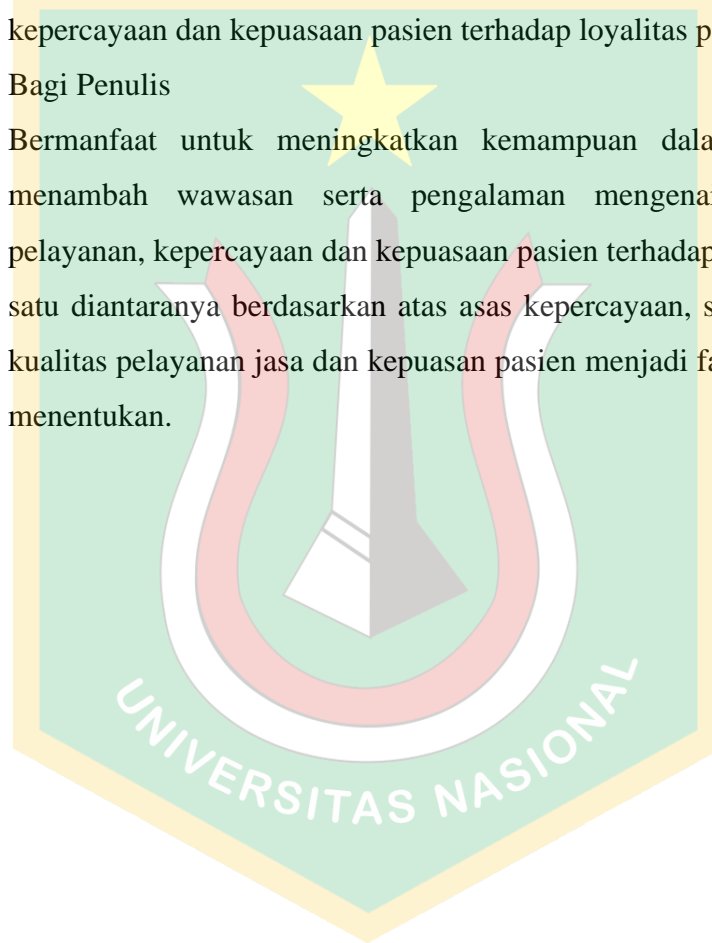 kepercayaan dan kepuasaan pasien terhadap loyalitas p
Bagi Penulis
Bermanfaat untuk meningkatkan kemampuan dala
menambah wawasan serta pengalaman mengenai
pelayanan, kepercayaan dan kepuasaan pasien terhadap
satu diantaranya berdasarkan atas asas kepercayaan, s
kualitas pelayanan jasa dan kepuasan pasien menjadi fa
menentukan.
UNIVERSITAS NASIONAL